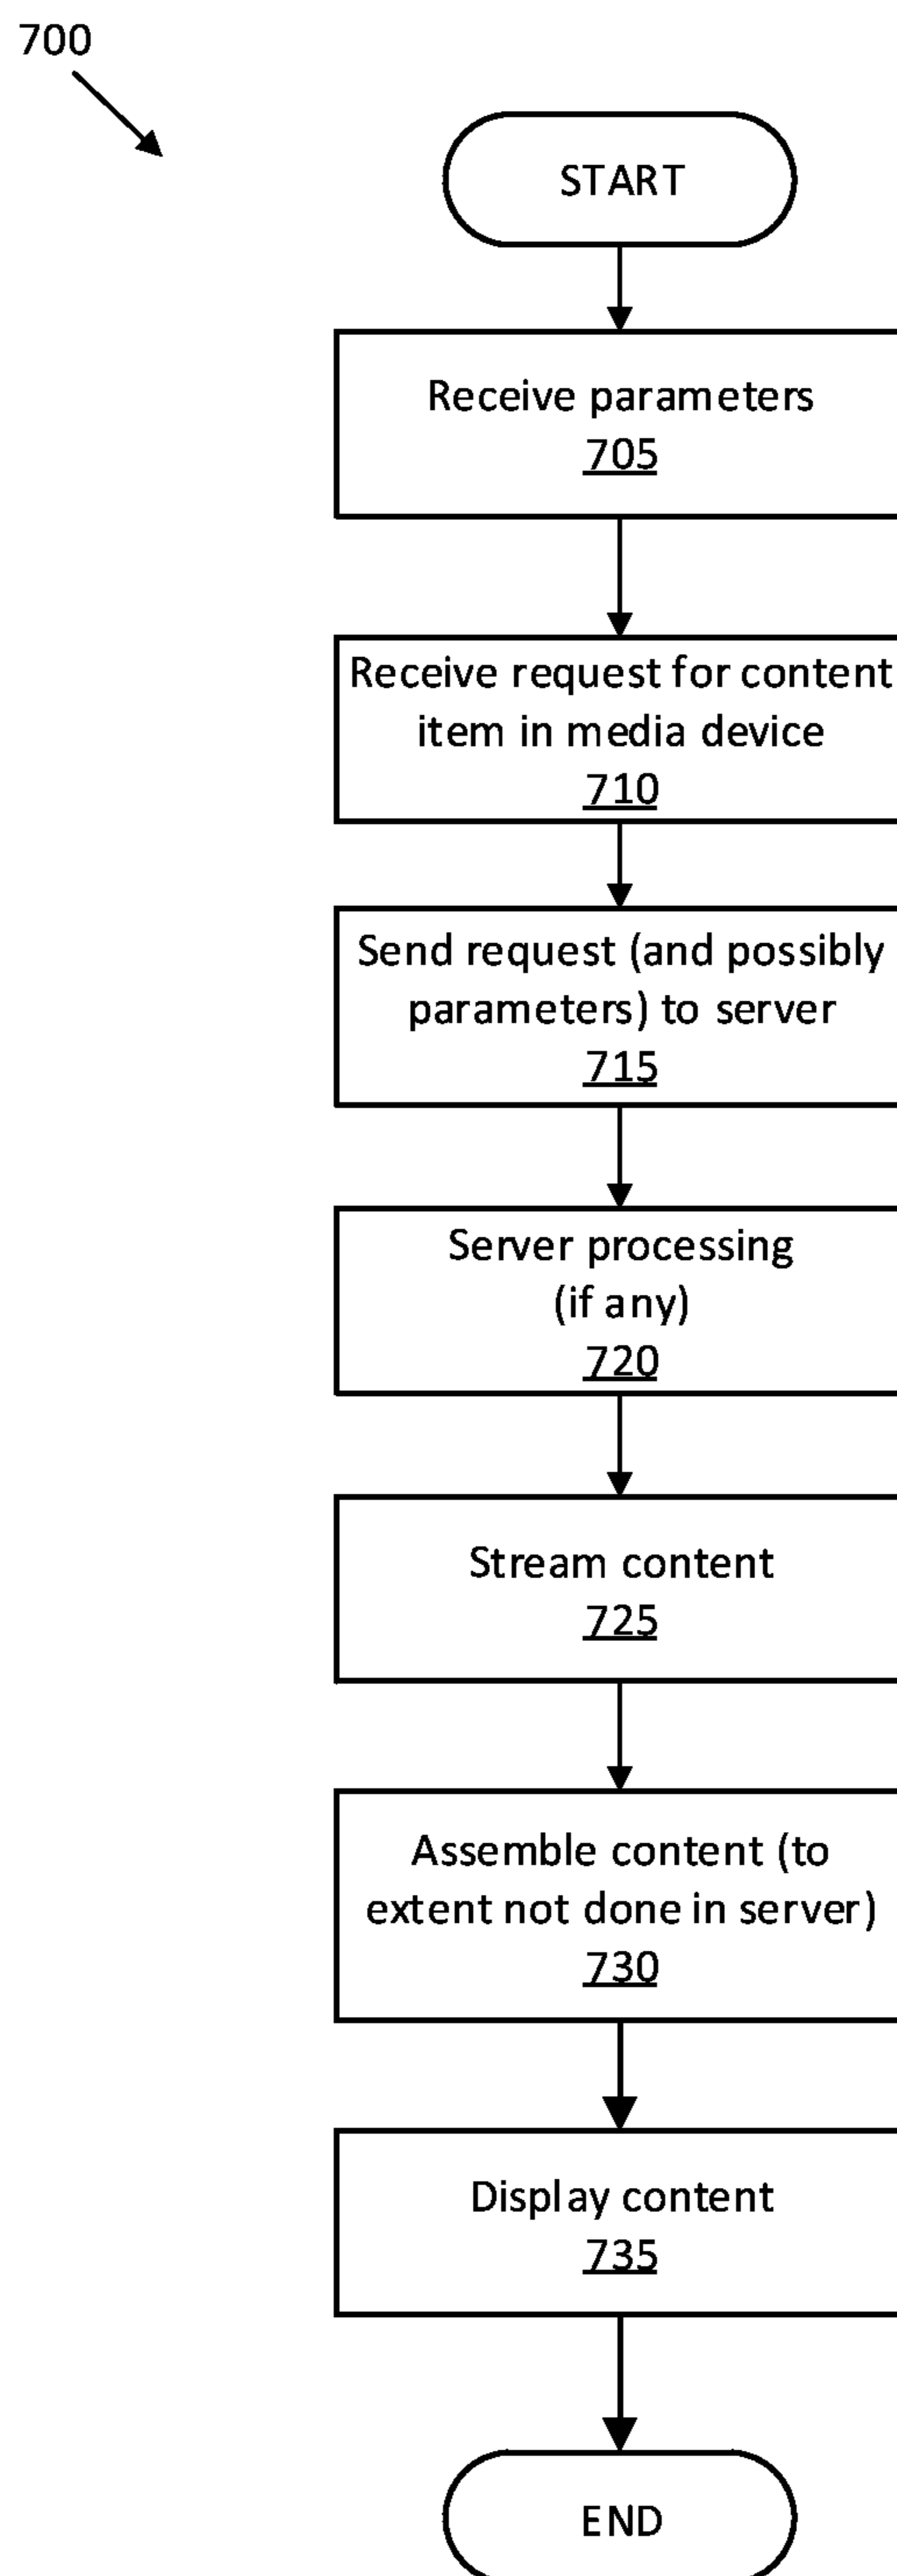 700
START
Receive parameters
705
Receive request for content
item in media device
710
Send request (and possibly
parameters) to server
715
Server processing
(if any)
720
Stream content
725
Assemble content (to
extent not done in server)
730
Display content
735
END